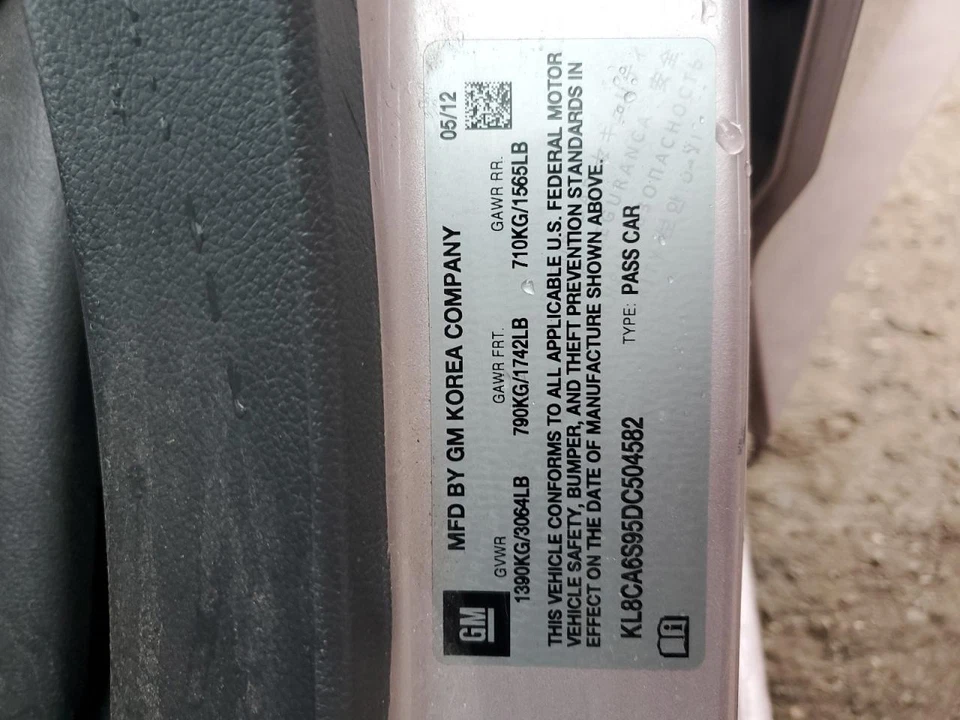 GM
MFD BY GM KOREA COMPANY 05/12
GVWR GAWR FRT. GAWR RR.
1390KG/3064LB 790KG/1742LB 710KG/1565LB
THIS VEHICLE CONFORMS TO ALL APPLICABLE U.S. FEDERAL MOTOR
VEHICLE SAFETY, BUMPER, AND THEFT PREVENTION STANDARDS IN
EFFECT ON THE DATE OF MANUFACTURE SHOWN ABOVE.
KL8CA6S95DC504582 TYPE: PASS CAR